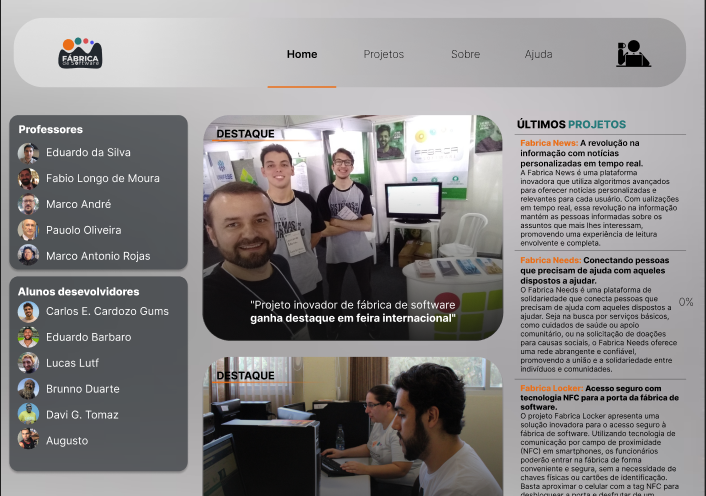 FÁBRICA
de Software
Home
Projetos
Sobre
Ajuda
Professores
Eduardo da Silva
Fabio Longo de Moura
Marco André
Pauolo Oliveira
Marco Antonio Rojas
Alunos desevolvidores
Carlos E. Cardozo Gums
Eduardo Barbaro
Lucas Lutf
Brunno Duarte
Davi G. Tomaz
Augusto
DESTAQUE
"Projeto inovador de fábrica de software
ganha destaque em feira internacional"
DESTAQUE
ÚLTIMOS PROJETOS
Fabrica News: A revolução na
informação com notícias
personalizadas em tempo real.
A Fabrica News é uma plataforma
inovadora que utiliza algoritmos avançados
para oferecer notícias personalizadas e
relevantes para cada usuário. Com ualizações
em tempo real, essa revolução na informação
mantém as pessoas informadas sobre os
assuntos que mais lhes interessam,
promovendo uma experiência de leitura
envolvente e completa.
Fabrica Needs: Conectando pessoas
que precisam de ajuda com aqueles
dispostos a ajudar.
O Fabrica Needs é uma plataforma de
solidariedade que conecta pessoas que
precisam de ajuda com aqueles dispostos a
ajudar. Seja na busca por serviços básicos,
como cuidados de saúde ou apoio
comunitário, ou na solicitação de doações
para causas sociais, o Fabrica Needs oferece
uma rede abrangente e confiável,
promovendo a união e a solidariedade entre
indivíduos e comunidades.
0%
Fabrica Locker: Acesso seguro com
tecnologia NFC para a porta da fábrica de
software.
O projeto Fabrica Locker apresenta uma
solução inovadora para o acesso seguro à
fábrica de software. Utilizando tecnologia de
comunicação por campo de proximidade
(NFC) em smartphones, os funcionários
poderão entrar na fábrica de forma
conveniente e segura, sem a necessidade de
chaves físicas ou cartões de identificação.
Basta aproximar o celular com a tag NFC para
desbloquear a porta e desfrutar de um